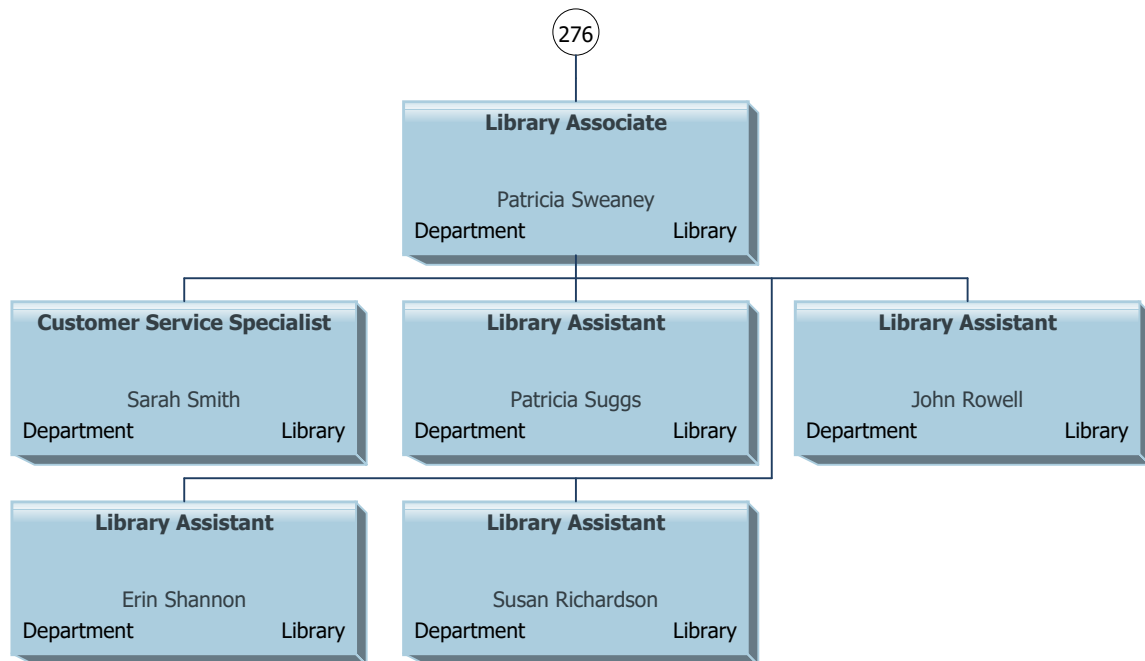 276
Library Associate
Patricia Sweaney
Department Library
Customer Service Specialist
Sarah Smith
Department Library
Library Assistant
Patricia Suggs
Department Library
Library Assistant
John Rowell
Department Library
Library Assistant
Erin Shannon
Department Library
Library Assistant
Susan Richardson
Department Library